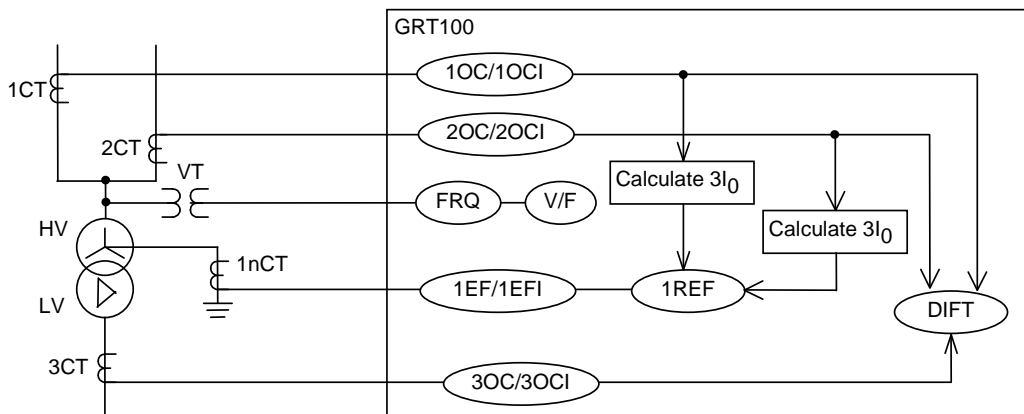 GRT100
1CT
1OC/1OCI
2CT
2OC/2OCI
VT
Calculate 3I0
FRQ
V/F
HV
Calculate 3I0
1nCT
LV
1EF/1EFI
1REF
DIFT
3CT
3OC/3OCI